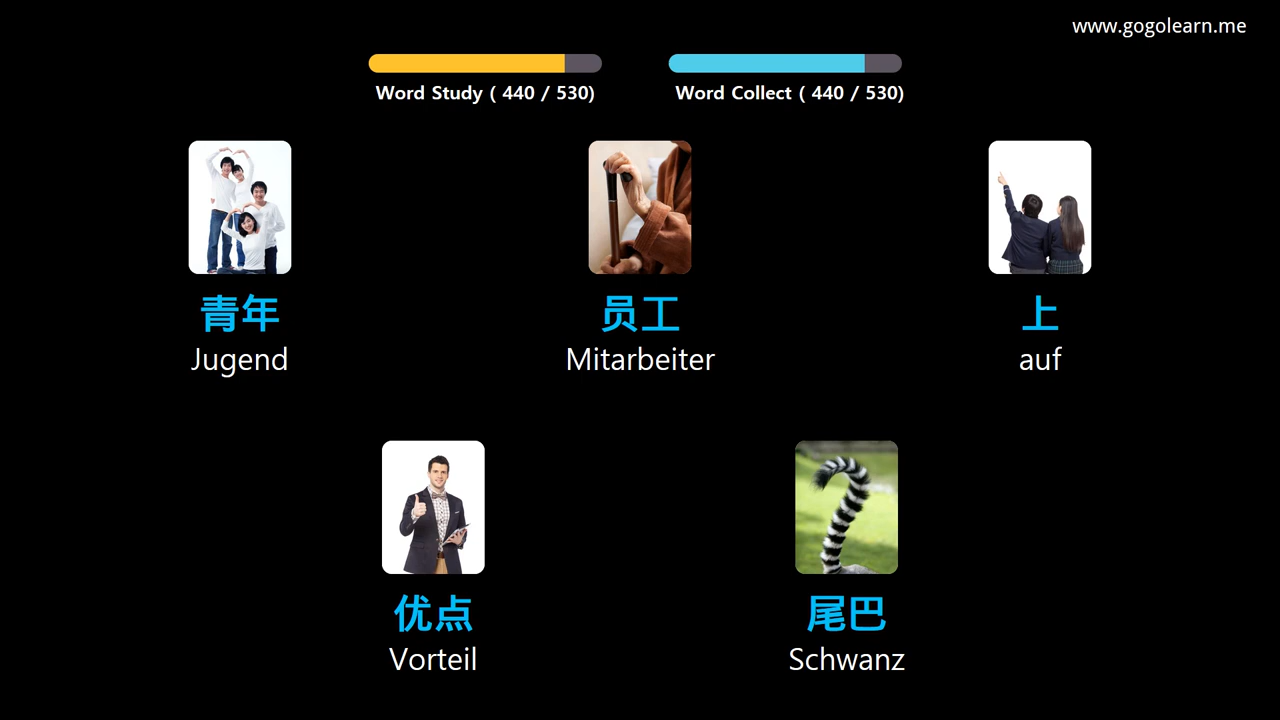 www.gogolearn.me
Word Study ( 440 / 530)
Word Collect ( 440 / 530)
青年
Jugend
员工
Mitarbeiter
上
auf
优点
Vorteil
尾巴
Schwanz